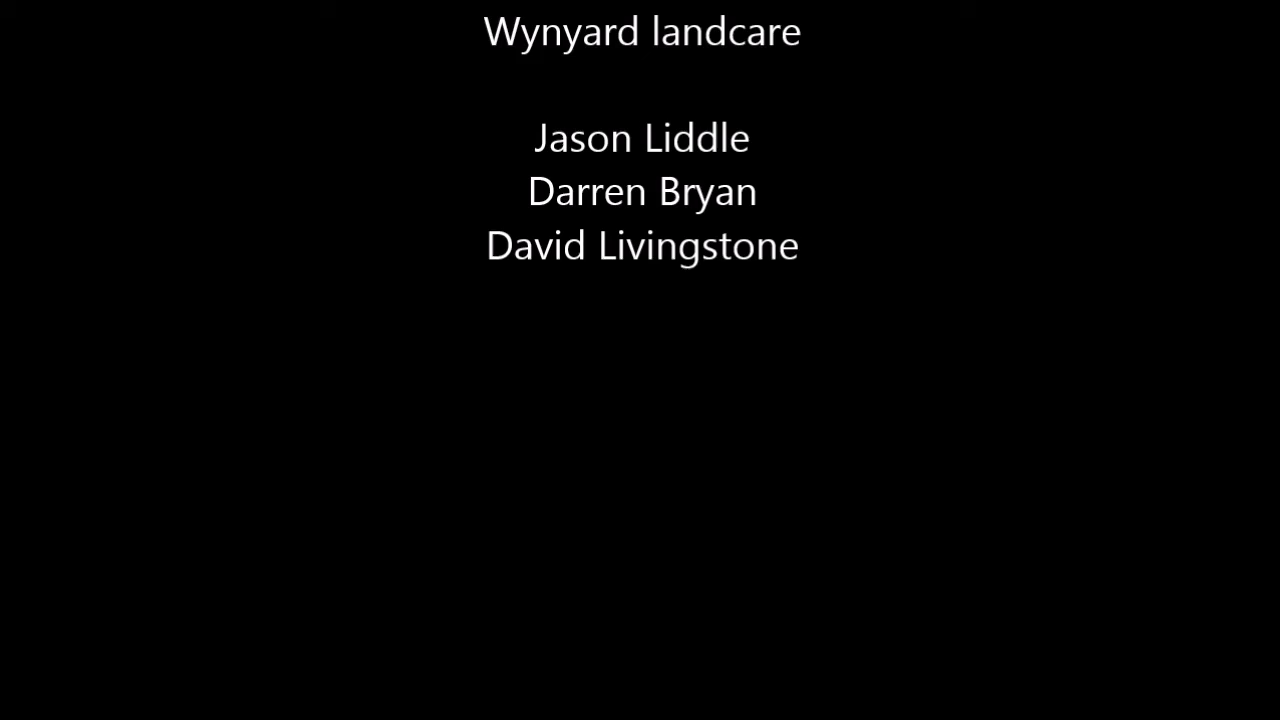 Wynyard landcare
Jason Liddle
Darren Bryan
David Livingstone